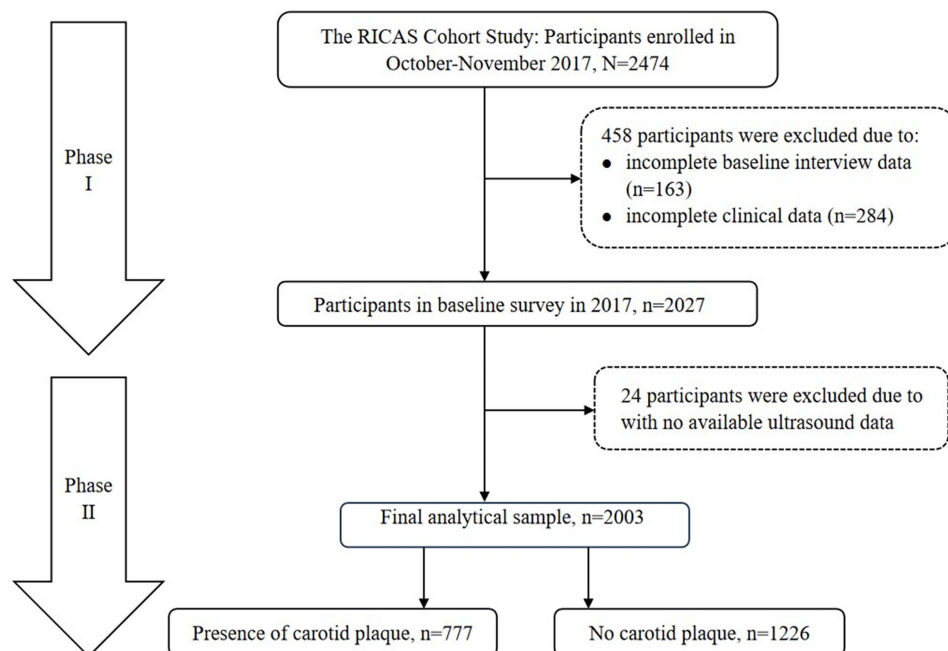 The RICAS Cohort Study: Participants enrolled in
October-November 2017, N=2474
Phase
I
458 participants were excluded due to:
● incomplete baseline interview data
(n=163)
● incomplete clinical data (n=284)
Participants in baseline survey in 2017, n=2027
24 participants were excluded due to
with no available ultrasound data
Phase
II
Final analytical sample, n=2003
Presence of carotid plaque, n=777
No carotid plaque, n=1226